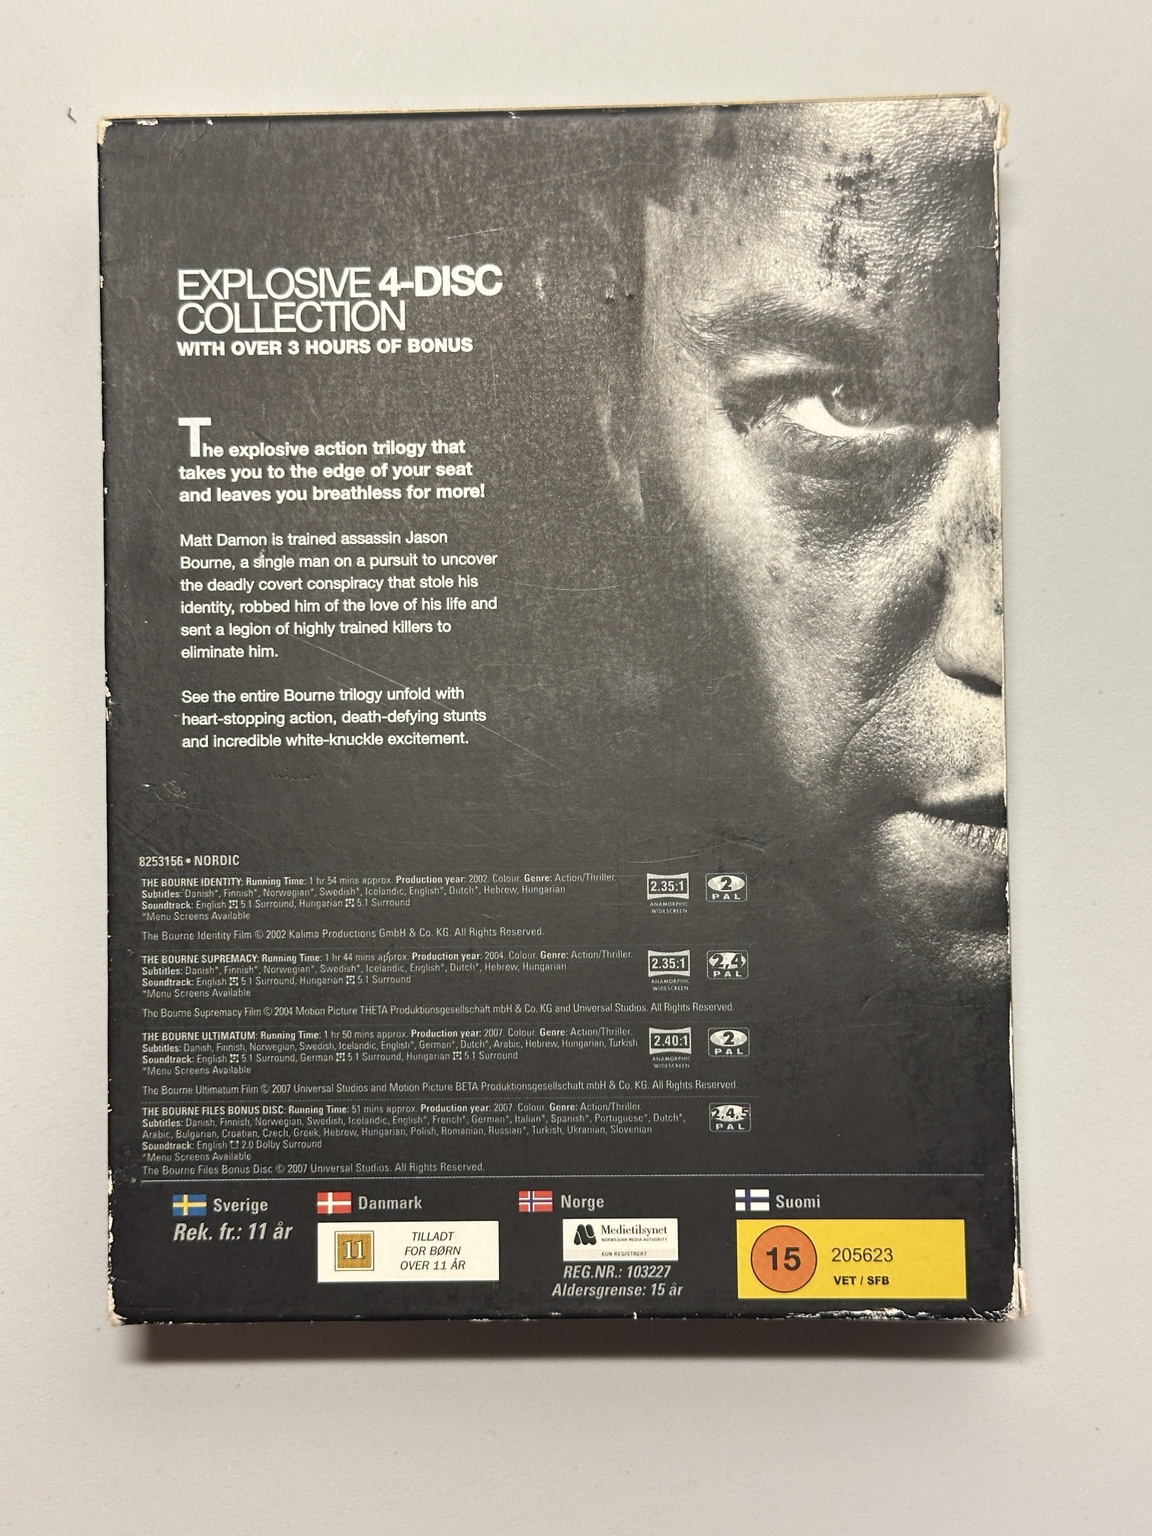 EXPLOSIVE 4-DISC
COLLECTION
WITH OVER 3 HOURS OF BONUS
The explosive action trilogy that
takes you to the edge of your seat
and leaves you breathless for more!
Matt Damon is trained assassin Jason
Bourne, a single man on a pursuit to uncover
the deadly covert conspiracy that stole his
identity, robbed him of the love of his life and
sent a legion of highly trained killers to
eliminate him.
See the entire Bourne trilogy unfold with
heart-stopping action, death-defying stunts
and incredible white-knuckle excitement.
8253156 • NORDIC
THE BOURNE IDENTITY: Running Time: 1 hr 54 mins approx. Production year: 2002. Colour. Genre: Action/Thriller.
Subtitles: Danish*, Finnish*, Norwegian*, Swedish*, Icelandic, English*, Dutch*, Hebrew, Hungarian
Soundtrack: English 5.1 Surround, Hungarian 5.1 Surround
*Menu Screens Available
The Bourne Identity Film © 2002 Kalima Productions GmbH & Co. KG. All Rights Reserved.
2.35:1
ANAMORPHIC
WIDESCREEN
2
PAL
THE BOURNE SUPREMACY: Running Time: 1 hr 44 mins approx. Production year: 2004. Colour. Genre: Action/Thriller.
Subtitles: Danish*, Finnish*, Norwegian*, Swedish*, Icelandic, English*, Dutch*, Hebrew, Hungarian
Soundtrack: English 5.1 Surround, Hungarian 5.1 Surround
*Menu Screens Available
The Bourne Supremacy Film © 2004 Motion Picture THETA Produktionsgesellschaft mbH & Co. KG and Universal Studios. All Rights Reserved.
2.35:1
ANAMORPHIC
WIDESCREEN
2,4
PAL
THE BOURNE ULTIMATUM: Running Time: 1 hr 50 mins approx. Production year: 2007. Colour. Genre: Action/Thriller.
Subtitles: Danish, Finnish, Norwegian, Swedish, Icelandic, English*, German*, Dutch*, Arabic, Hebrew, Hungarian, Turkish
Soundtrack: English 5.1 Surround, German 5.1 Surround, Hungarian 5.1 Surround
*Menu Screens Available
The Bourne Ultimatum Film © 2007 Universal Studios and Motion Picture BETA Produktionsgesellschaft mbH & Co. KG. All Rights Reserved.
2.40:1
ANAMORPHIC
WIDESCREEN
2
PAL
THE BOURNE FILES BONUS DISC: Running Time: 51 mins approx. Production year: 2007. Colour. Genre: Action/Thriller.
Subtitles: Danish, Finnish, Norwegian, Swedish, Icelandic, English*, French*, German*, Italian*, Spanish*, Portuguese*, Dutch*,
Arabic, Bulgarian, Croatian, Czech, Greek, Hebrew, Hungarian, Polish, Romanian, Russian*, Turkish, Ukranian, Slovenian
Soundtrack: English 2.0 Dolby Surround
*Menu Screens Available
The Bourne Files Bonus Disc © 2007 Universal Studios. All Rights Reserved.
2,4,5
PAL
Sverige
Rek. fr.: 11 år
Danmark
11
TILLADT
FOR BØRN
OVER 11 ÅR
Norge
Medietilsynet
NORWEGIAN MEDIA AUTHORITY
KUN REGISTRERT
REG.NR.: 103227
Aldersgrense: 15 år
Suomi
15
205623
VET / SFB